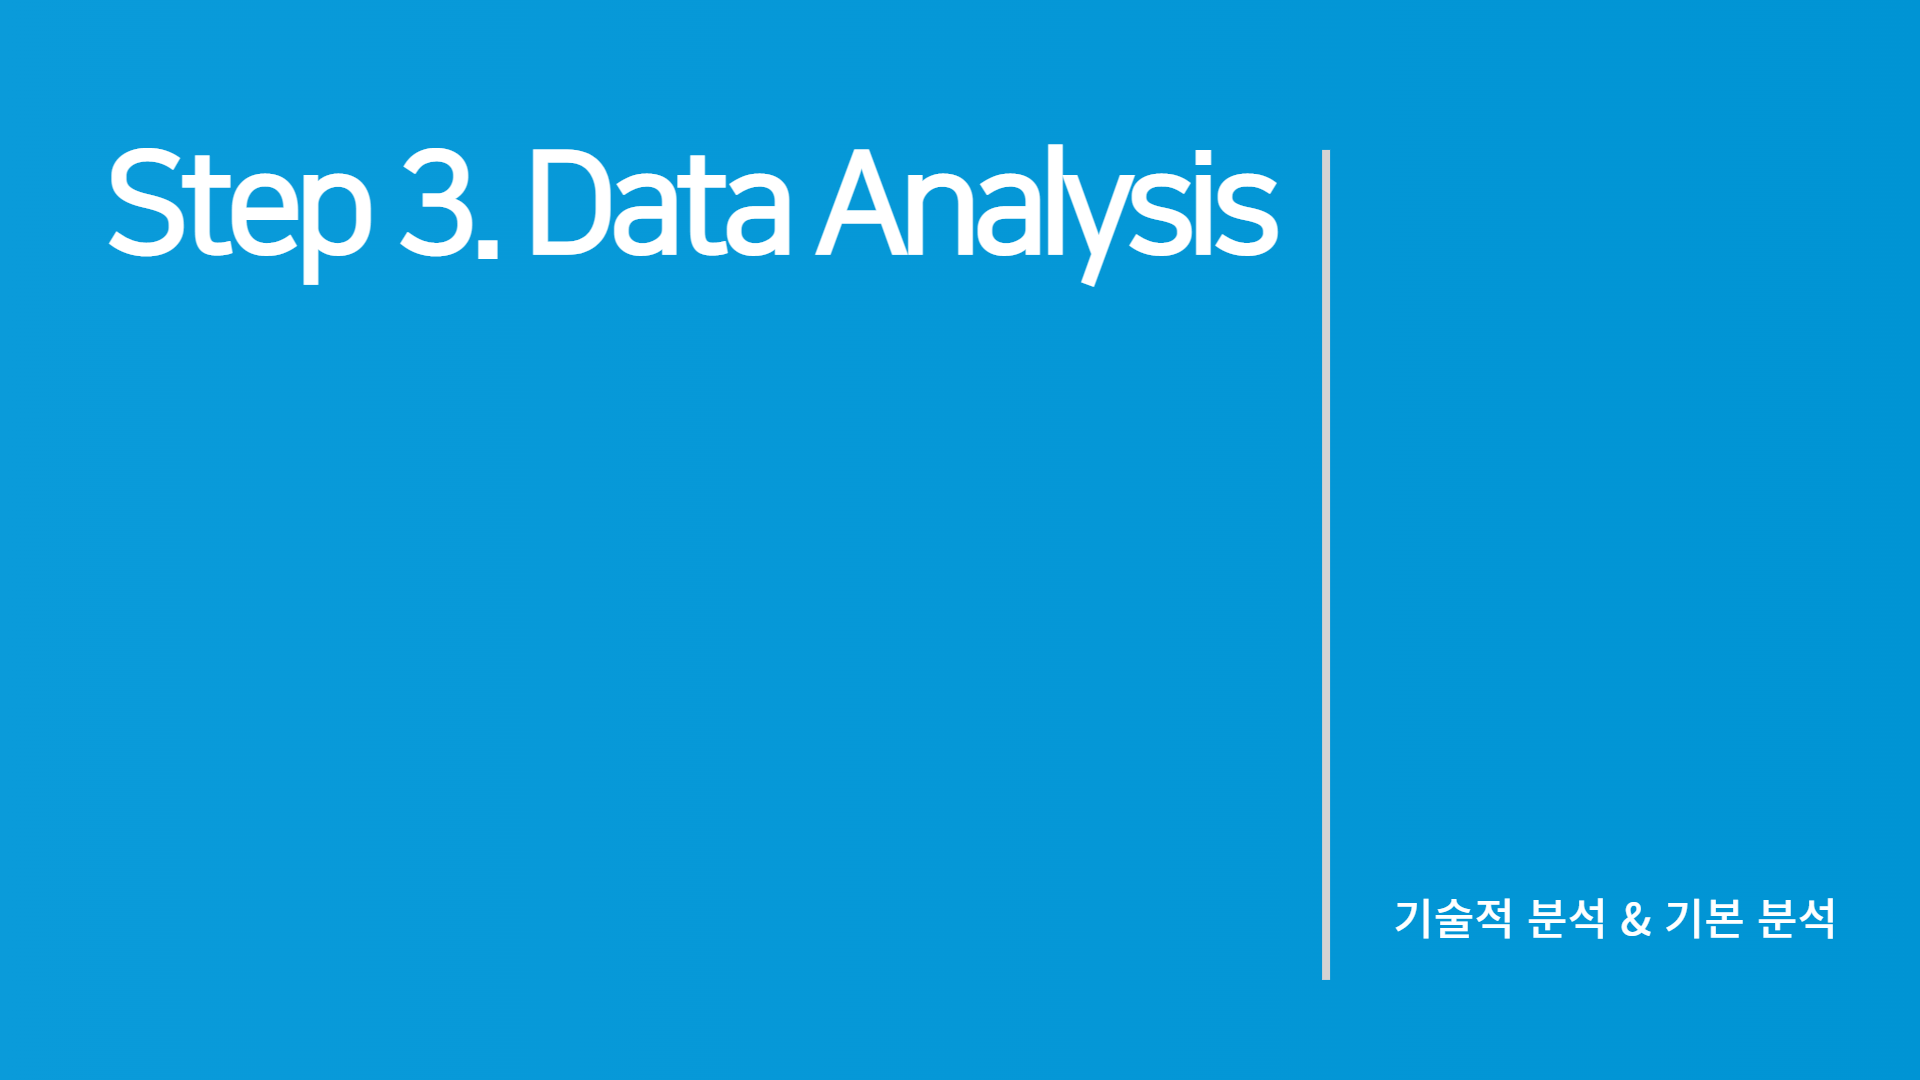 Step 3. Data Analysis
기술적 분석 & 기본 분석